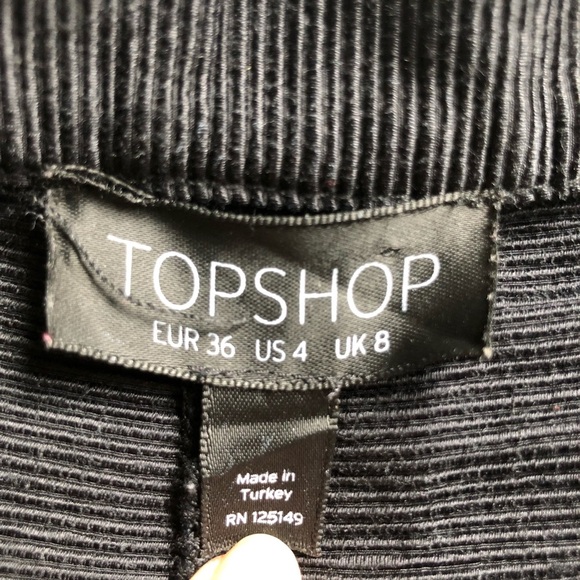 TOPSHOP
EUR 36 US 4 UK 8
Made in
Turkey
RN 125149